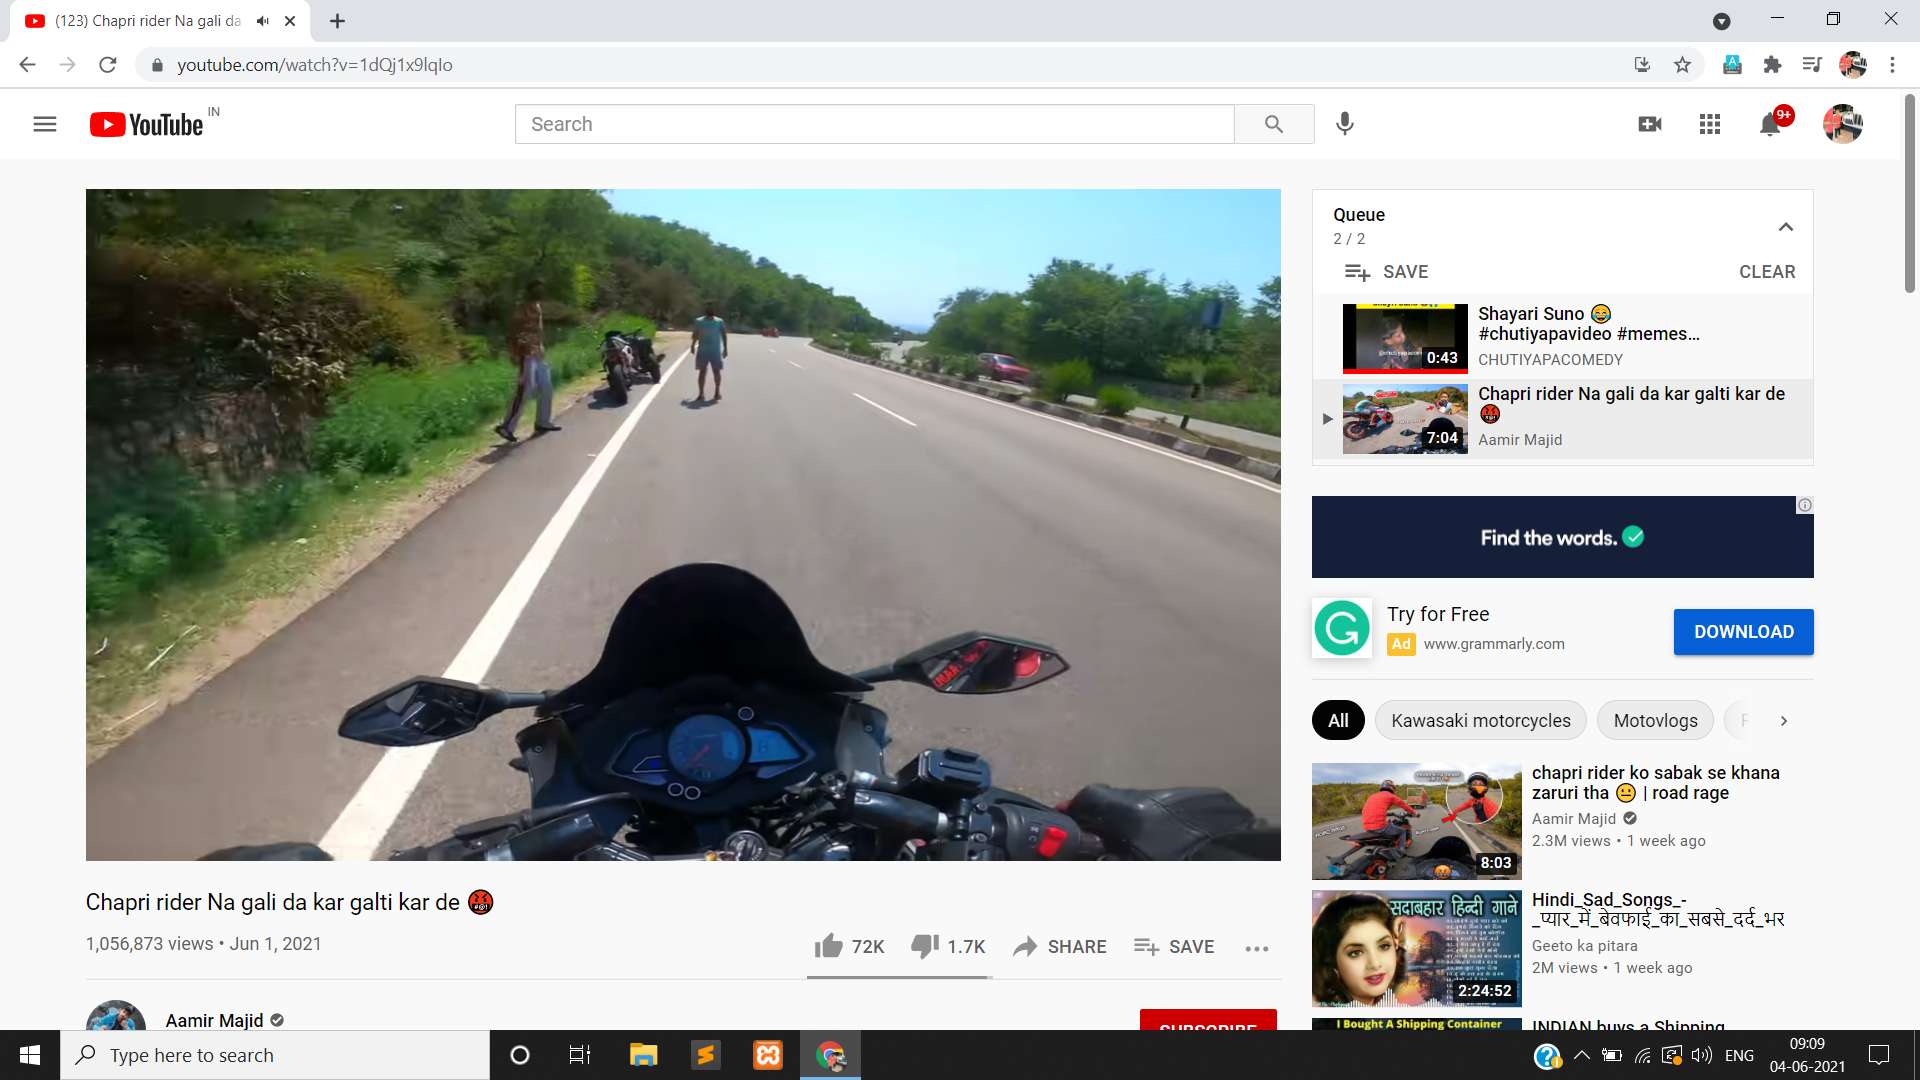 (123) Chapri rider Na gali da
youtube.com/watch?v=1dQj1x9lqIo
YouTube IN
Search
9+
Queue
2 / 2
SAVE
CLEAR
0:43
Shayari Suno 😂
#chutiyapavideo #memes...
CHUTIYAPACOMEDY
7:04
Chapri rider Na gali da kar galti kar de
🤬
Aamir Majid
Find the words.
Try for Free
Ad www.grammarly.com
DOWNLOAD
All
Kawasaki motorcycles
Motovlogs
8:03
chapri rider ko sabak se khana
zaruri tha 😐 | road rage
Aamir Majid
2.3M views • 1 week ago
सदाबहार हिन्दी गाने
2:24:52
Hindi_Sad_Songs_-
_प्यार_में_बेवफाई_का_सबसे_दर्द_भर
Geeto ka pitara
2M views • 1 week ago
I Bought A Shipping Container
INDIAN buys a Shipping
Chapri rider Na gali da kar galti kar de 🤬
1,056,873 views • Jun 1, 2021
72K
1.7K
SHARE
SAVE
Aamir Majid
SUBSCRIBE
Type here to search
ENG
09:09
04-06-2021